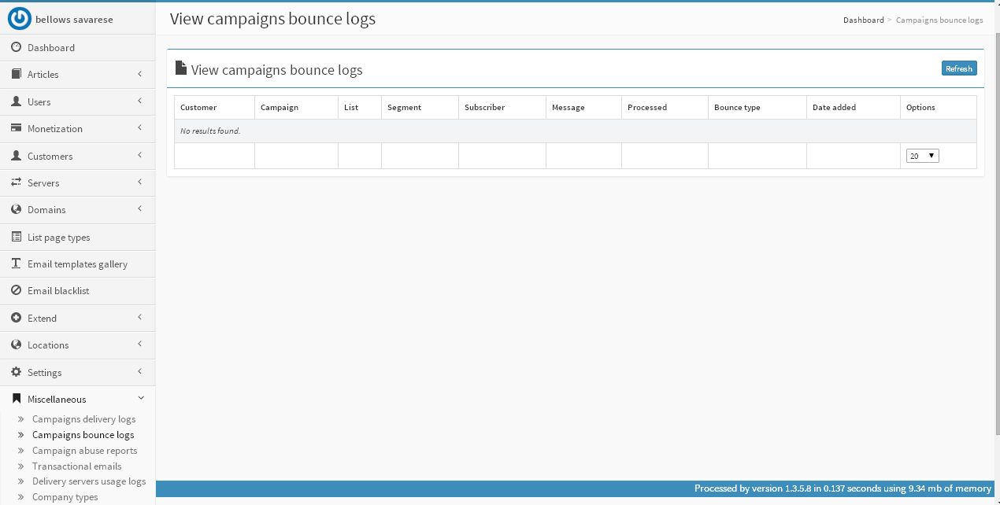 bellows savarese
Dashboard
Articles
Users
Monetization
Customers
Servers
Domains
List page types
Email templates gallery
Email blacklist
Extend
Locations
Settings
Miscellaneous
Campaigns delivery logs
Campaigns bounce logs
Campaign abuse reports
Transactional emails
Delivery servers usage logs
Company types
View campaigns bounce logs
Dashboard > Campaigns bounce logs
View campaigns bounce logs
Refresh
Customer Campaign List Segment Subscriber Message Processed Bounce type Date added Options
No results found.
20
Processed by version 1.3.5.8 in 0.137 seconds using 9.34 mb of memory